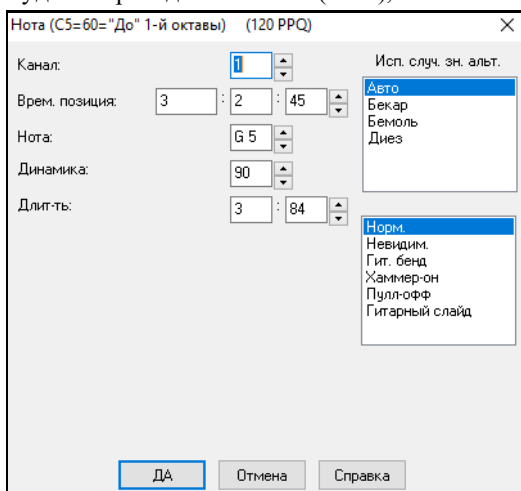 Нота (C5=60="До" 1-й октавы) (120 PPQ)
Канал: 1
Исп. случ. зн. альт.
Врем. позиция: 3 : 2 : 45
Нота: G 5
Динамика: 90
Длит-ть: 3 : 84
Авто
Бекар
Бемоль
Диез
Норм.
Невидим.
Гит. бенд
Хаммер-он
Пулл-офф
Гитарный слайд
ДА Отмена Справка